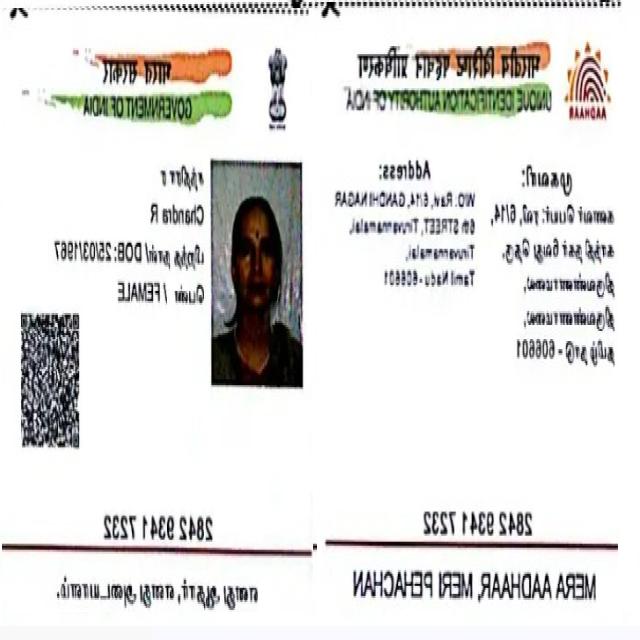 भारत सरकार
GOVERNMENT OF INDIA
சந்திரா ர
Chandra R
பிறந்த நாள்/ DOB: 25/03/1967
பெண் / FEMALE
2842 9341 7232
எனது ஆதார், எனது அடையாளம்.
भारतीय विशिष्ट पहचान प्राधिकरण
UNIQUE IDENTIFICATION AUTHORITY OF INDIA
AADHAAR
முகவரி:
கணவர் பெயர்: ரவி, 6/14,
காந்தி நகர் 6வது தெரு,
திருவண்ணாமலை,
திருவண்ணாமலை,
தமிழ் நாடு - 606601
Address:
W/O: Ravi, 6/14, GANDHI NAGAR
6th STREET, Tiruvannamalai,
Tiruvannamalai,
Tamil Nadu - 606601
2842 9341 7232
MERA AADHAAR, MERI PEHACHAN